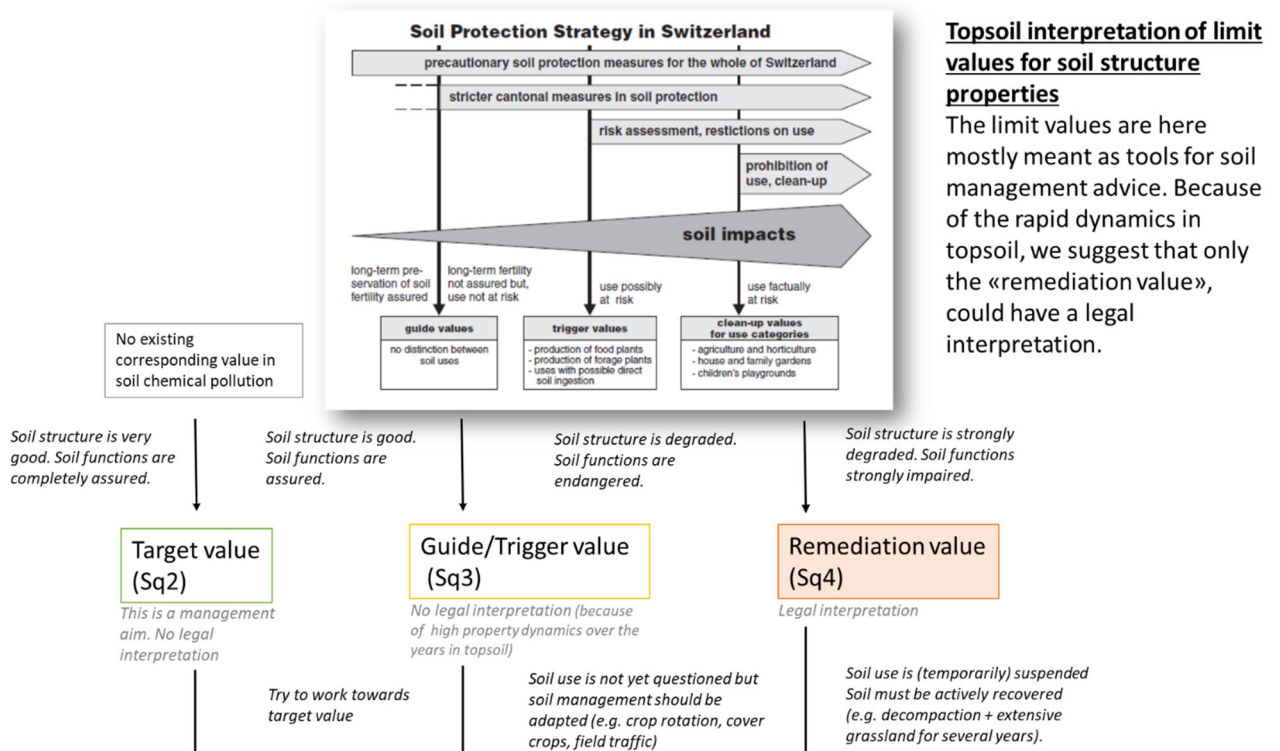 Soil Protection Strategy in Switzerland
precautionary soil protection measures for the whole of Switzerland
stricter cantonal measures in soil protection
risk assessment, restictions on use
prohibition of
use, clean-up
soil impacts
long-term pre-
servation of soil
fertility assured
long-term fertility
not assured but,
use not at risk
use possibly
at risk
use factually
at risk
guide values
no distinction between
soil uses
trigger values
- production of food plants
- production of forage plants
- uses with possible direct
soil ingestion
clean-up values
for use categories
- agriculture and horticulture
- house and family gardens
- children's playgrounds
Topsoil interpretation of limit
values for soil structure
properties
The limit values are here
mostly meant as tools for soil
management advice. Because
of the rapid dynamics in
topsoil, we suggest that only
the «remediation value»,
could have a legal
interpretation.
No existing
corresponding value in
soil chemical pollution
Soil structure is very
good. Soil functions are
completely assured.
Soil structure is good.
Soil functions are
assured.
Soil structure is degraded.
Soil functions are
endangered.
Soil structure is strongly
degraded. Soil functions
strongly impaired.
Target value
(Sq2)
This is a management
aim. No legal
interpretation
Guide/Trigger value
(Sq3)
No legal interpretation (because
of high property dynamics over the
years in topsoil)
Remediation value
(Sq4)
Legal interpretation
Try to work towards
target value
Soil use is not yet questioned but
soil management should be
adapted (e.g. crop rotation, cover
crops, field traffic)
Soil use is (temporarily) suspended
Soil must be actively recovered
(e.g. decompaction + extensive
grassland for several years).